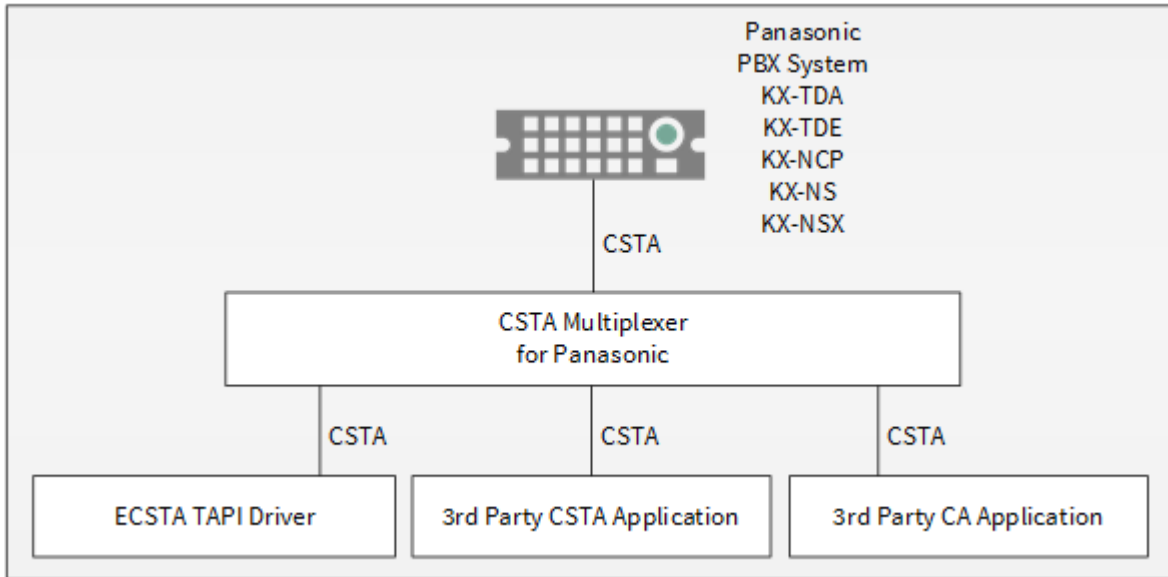 Panasonic
PBX System
KX-TDA
KX-TDE
KX-NCP
KX-NS
KX-NSX
CSTA
CSTA Multiplexer
for Panasonic
CSTA
CSTA
CSTA
ECSTA TAPI Driver
3rd Party CSTA Application
3rd Party CA Application